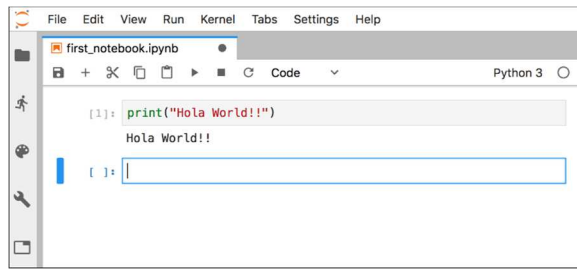 File Edit View Run Kernel Tabs Settings Help
first_notebook.ipynb
Code Python 3
[1]: print("Hola World!!")
Hola World!!
[ ]: